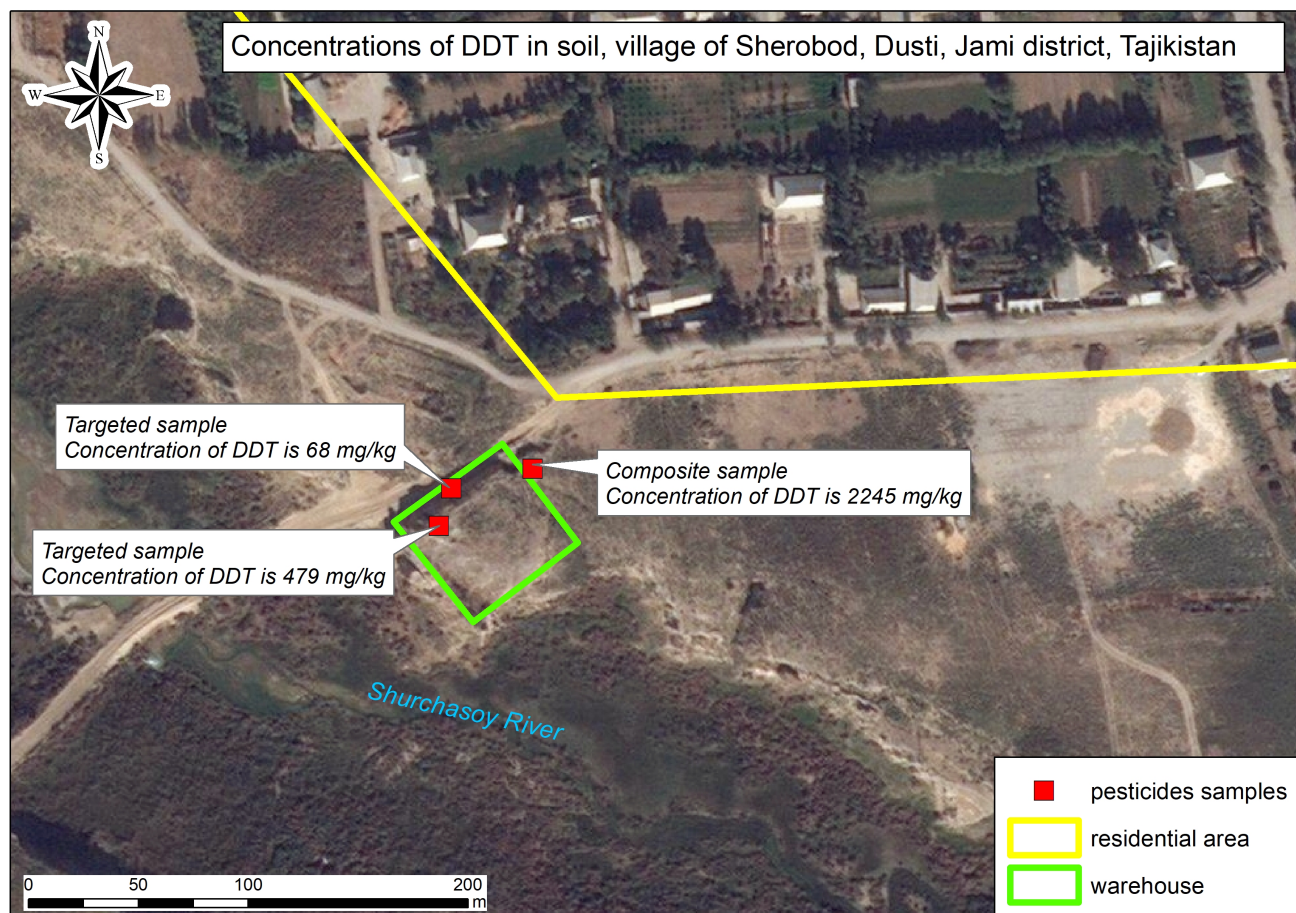 Concentrations of DDT in soil, village of Sherobod, Dusti, Jami district, Tajikistan
N
W
E
S
Targeted sample
Concentration of DDT is 68 mg/kg
Composite sample
Concentration of DDT is 2245 mg/kg
Targeted sample
Concentration of DDT is 479 mg/kg
Shurchasoy River
pesticides samples
residential area
warehouse
0 50 100 200
m